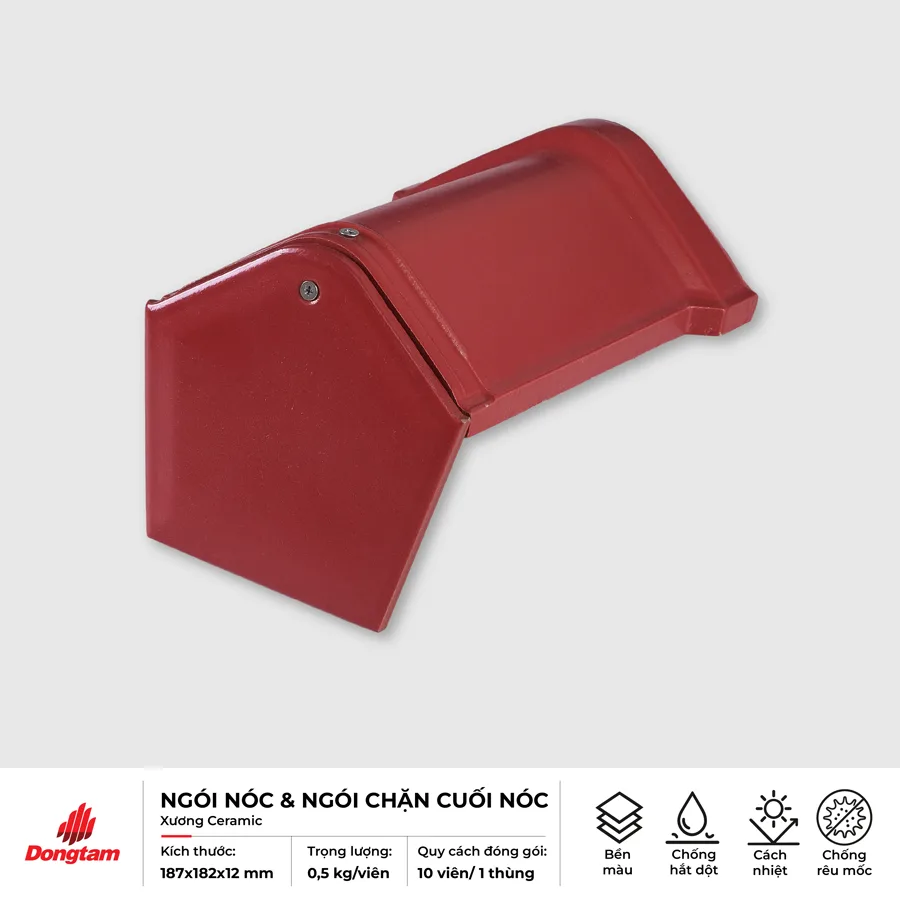 Dongtam
NGÓI NÓC & NGÓI CHẶN CUỐI NÓC
Xương Ceramic
Kích thước:
187x182x12 mm
Trọng lượng:
0,5 kg/viên
Quy cách đóng gói:
10 viên/ 1 thùng
Bền
màu
Chống
hắt dột
Cách
nhiệt
Chống
rêu mốc